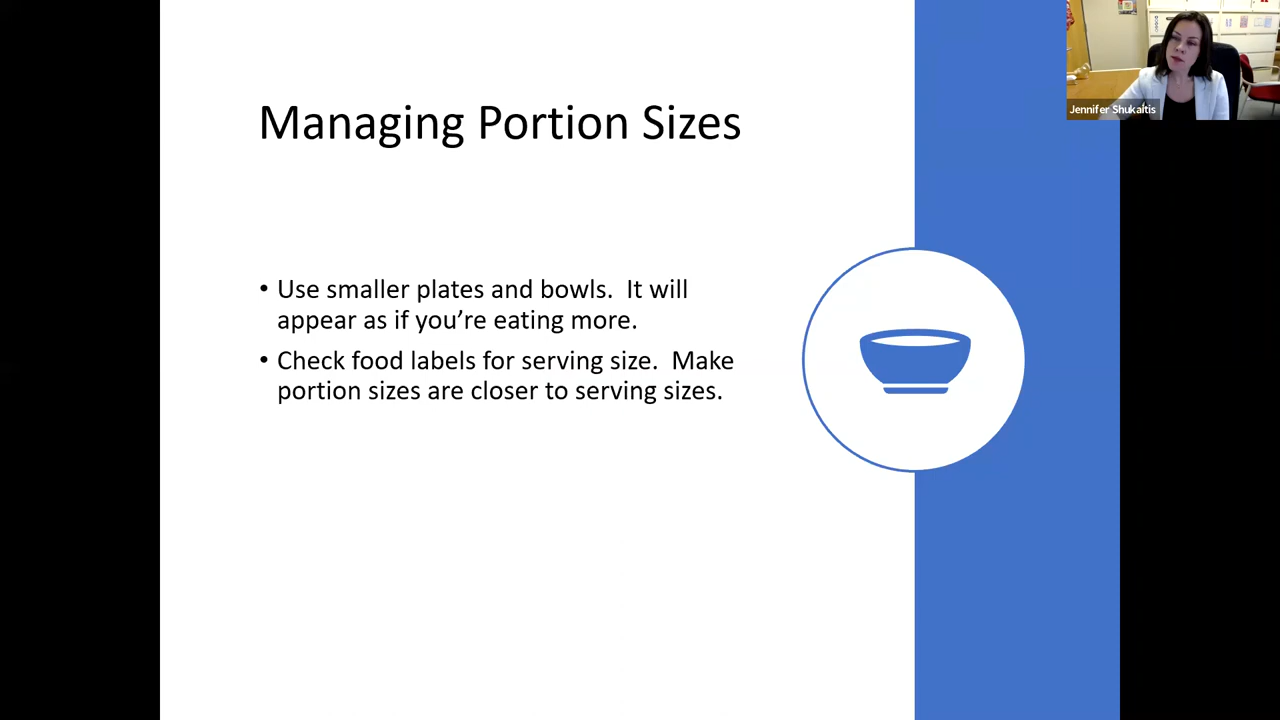 Managing Portion Sizes
• Use smaller plates and bowls.  It will
appear as if you're eating more.
• Check food labels for serving size.  Make
portion sizes are closer to serving sizes.
Jennifer Shukaitis